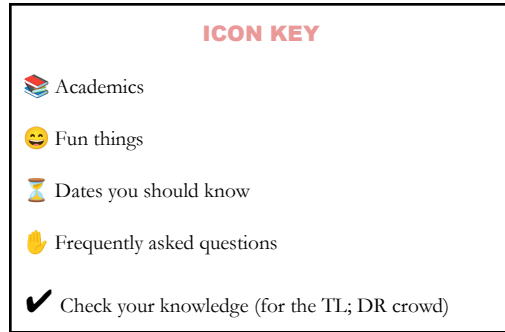 ICON KEY
📚 Academics
😄 Fun things
⏳ Dates you should know
✋ Frequently asked questions
✔ Check your knowledge (for the TL; DR crowd)